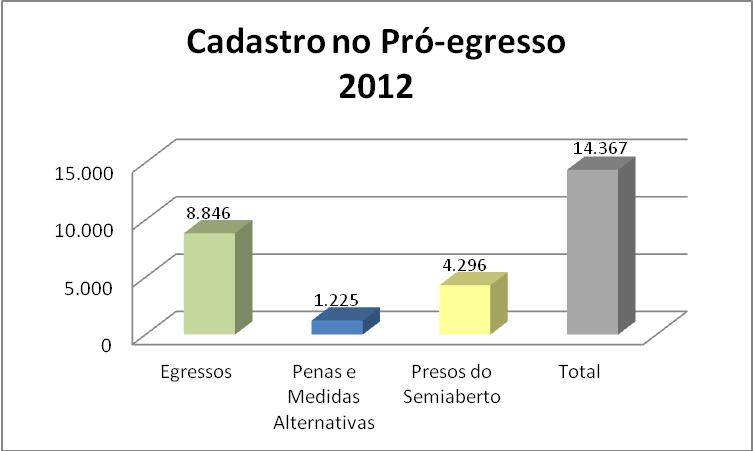 Cadastro no Pró-egresso
2012
15.000
10.000
5.000
0
8.846
1.225
4.296
14.367
Egressos
Penas e
Medidas
Alternativas
Presos do
Semiaberto
Total